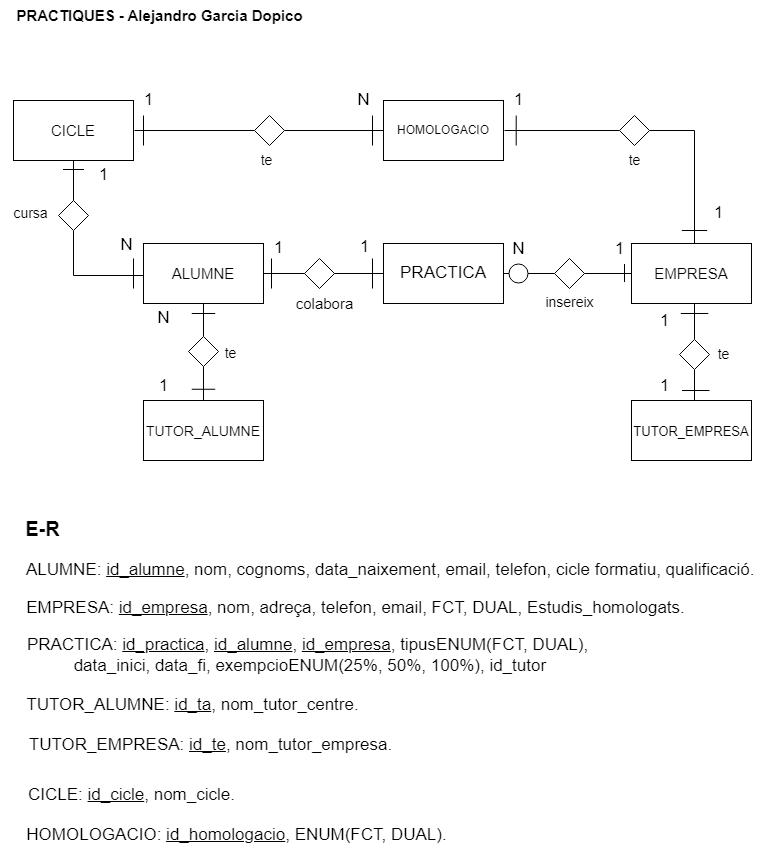 PRACTIQUES - Alejandro Garcia Dopico
1
N
1
CICLE
HOMOLOGACIO
te
te
1
cursa
1
N
1
1
N
1
ALUMNE
PRACTICA
EMPRESA
colabora
insereix
N
1
te
te
1
1
TUTOR_ALUMNE
TUTOR_EMPRESA
E-R
ALUMNE: id_alumne, nom, cognoms, data_naixement, email, telefon, cicle formatiu, qualificació.
EMPRESA: id_empresa, nom, adreça, telefon, email, FCT, DUAL, Estudis_homologats.
PRACTICA: id_practica, id_alumne, id_empresa, tipusENUM(FCT, DUAL),
data_inici, data_fi, exempcioENUM(25%, 50%, 100%), id_tutor
TUTOR_ALUMNE: id_ta, nom_tutor_centre.
TUTOR_EMPRESA: id_te, nom_tutor_empresa.
CICLE: id_cicle, nom_cicle.
HOMOLOGACIO: id_homologacio, ENUM(FCT, DUAL).